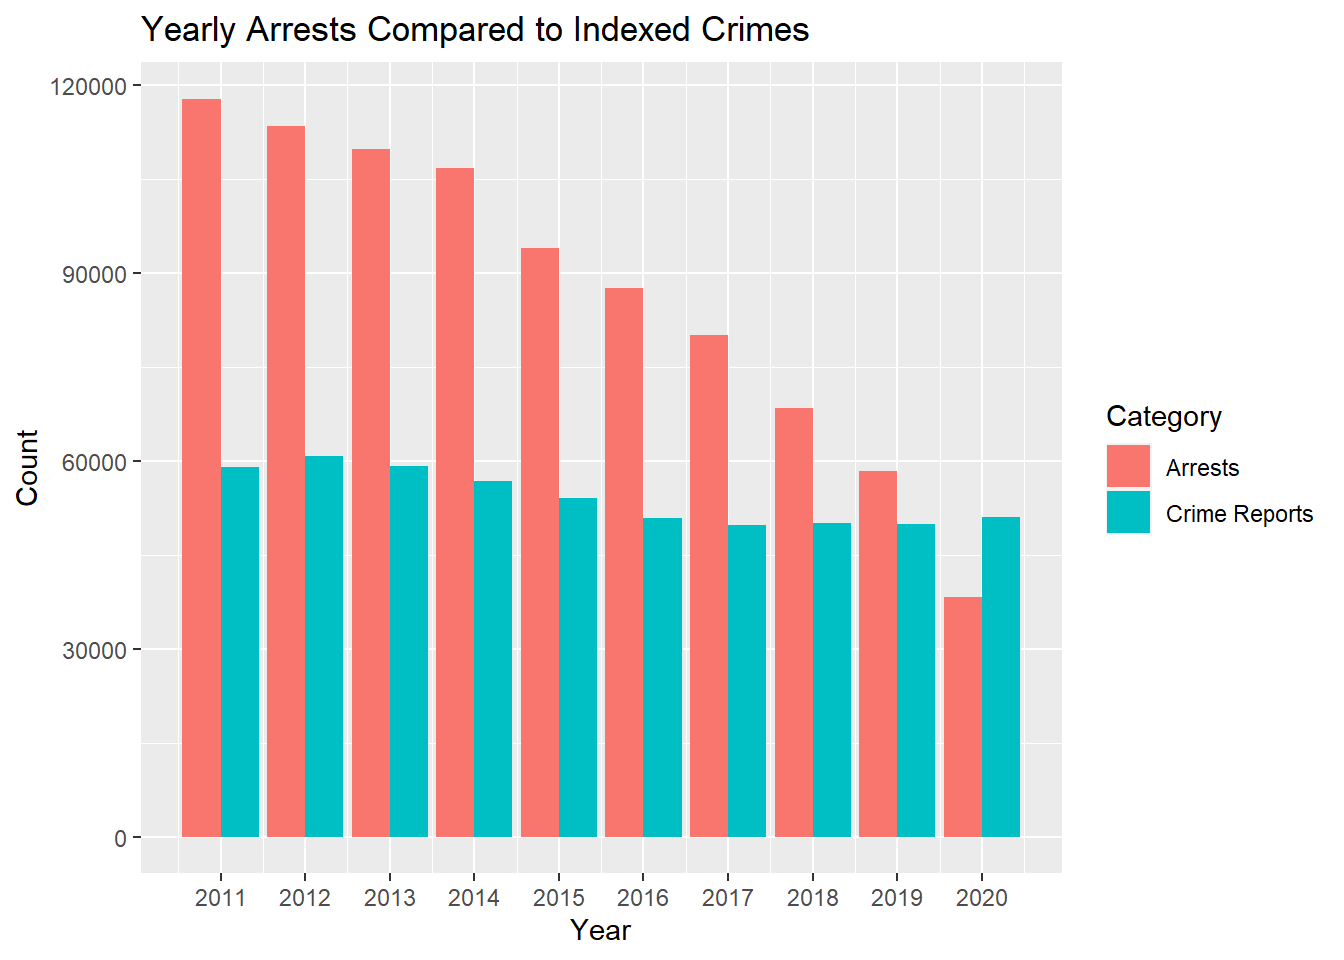 Yearly Arrests Compared to Indexed Crimes
120000
90000
60000
30000
0
Count
2011 2012 2013 2014 2015 2016 2017 2018 2019 2020
Year
Category
Arrests
Crime Reports